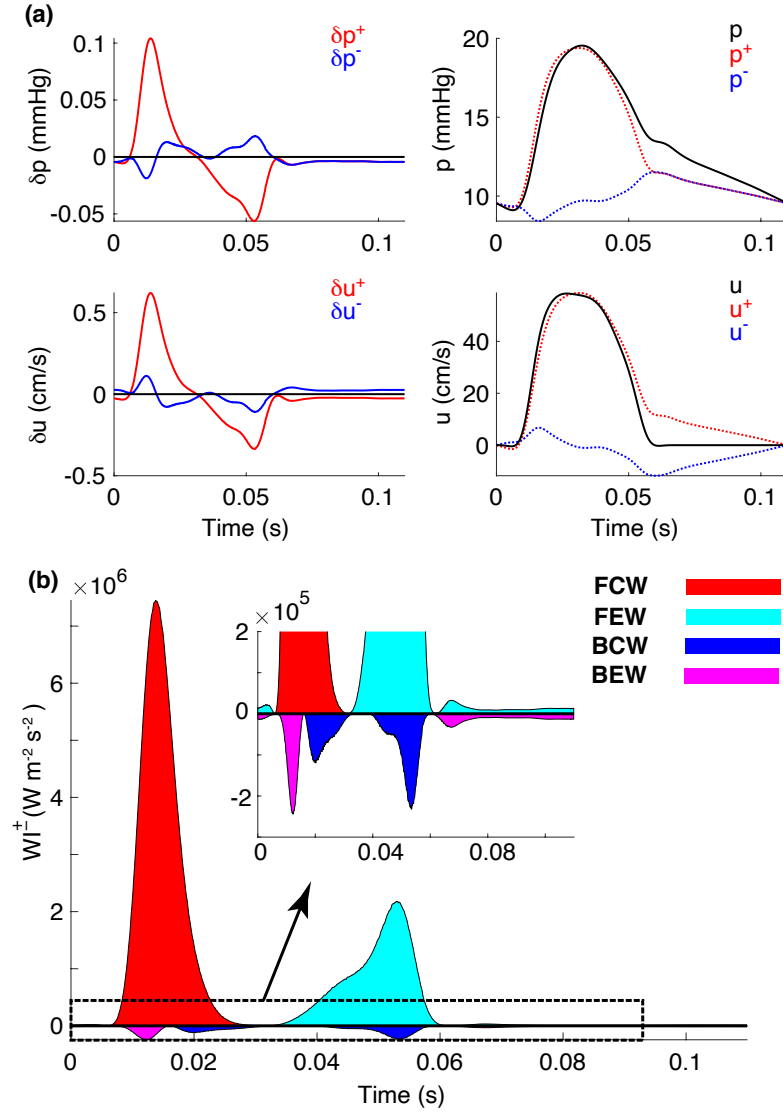 (a)
δp⁺
δp⁻
δp (mmHg)
0.1
0.05
0
-0.05
0
0.05
0.1
p
p⁺
p⁻
p (mmHg)
20
15
10
0
0.05
0.1
δu⁺
δu⁻
δu (cm/s)
0.5
0
-0.5
0
0.05
0.1
Time (s)
u
u⁺
u⁻
u (cm/s)
40
20
0
0
0.05
0.1
Time (s)
(b)
×10⁶
WI± (W m⁻² s⁻²)
6
4
2
0
0
0.02
0.04
0.06
0.08
0.1
Time (s)
× 10⁵
2
0
-2
0
0.04
0.08
FCW
FEW
BCW
BEW